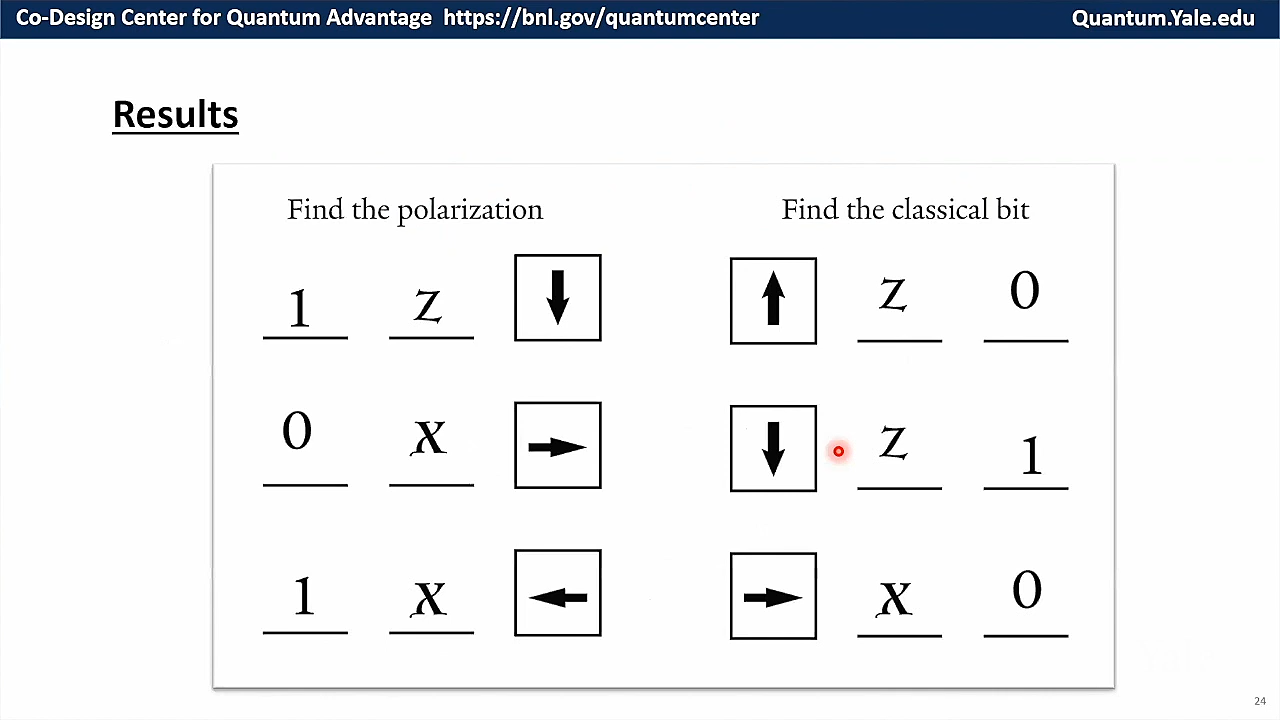 Co-Design Center for Quantum Advantage https://bnl.gov/quantumcenter Quantum.Yale.edu
Results
Find the polarization Find the classical bit
1 z z 0
0 x z 1
1 x x 0
24